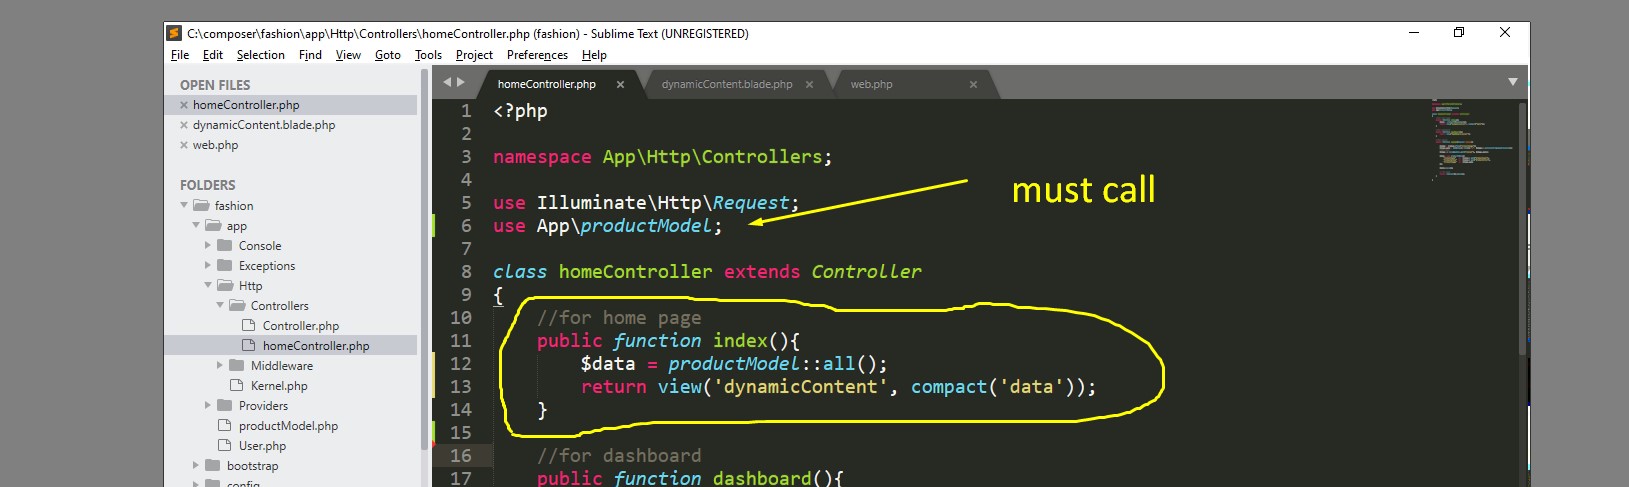 C:\composer\fashion\app\Http\Controllers\homeController.php (fashion) - Sublime Text (UNREGISTERED)
File Edit Selection Find View Goto Tools Project Preferences Help
OPEN FILES
homeController.php
dynamicContent.blade.php
web.php
FOLDERS
fashion
app
Console
Exceptions
Http
Controllers
Controller.php
homeController.php
Middleware
Kernel.php
Providers
productModel.php
User.php
bootstrap
config
homeController.php dynamicContent.blade.php web.php
1 <?php
2
3 namespace App\Http\Controllers;
4
5 use Illuminate\Http\Request;
6 use App\productModel;
7
8 class homeController extends Controller
9 {
10 //for home page
11 public function index(){
12 $data = productModel::all();
13 return view('dynamicContent', compact('data'));
14 }
15
16 //for dashboard
17 public function dashboard(){
must call